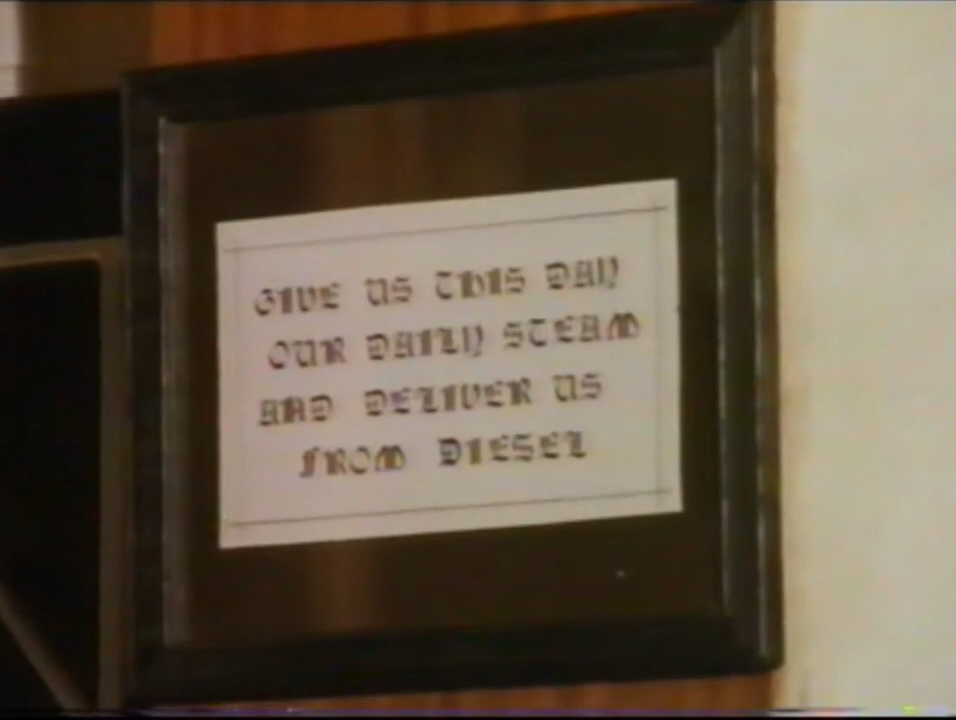 GIVE US THIS DAY
OUR DAILY STEAM
AND DELIVER US
FROM DIESEL